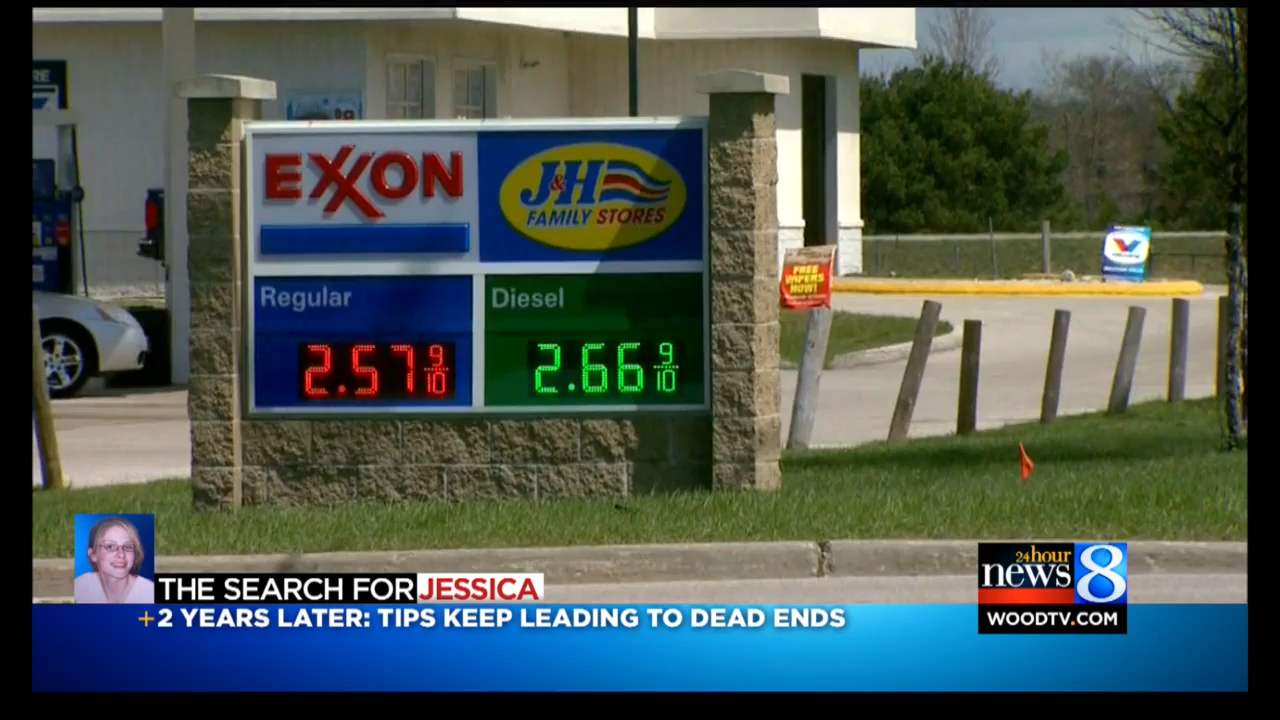 EXXON
J&H
FAMILY STORES
Regular
Diesel
2.57 9/10
2.66 9/10
FREE
WIPERS
NOW!
THE SEARCH FOR JESSICA
+2 YEARS LATER: TIPS KEEP LEADING TO DEAD ENDS
24hour
news 8
WOODTV.COM